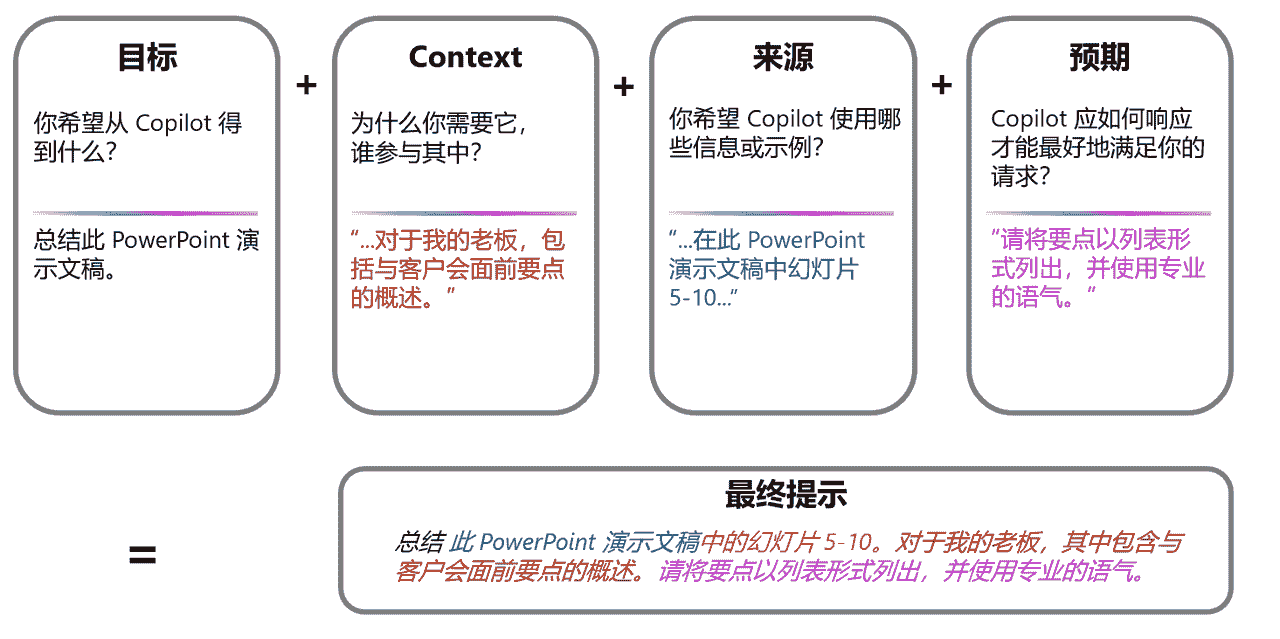 目标
你希望从 Copilot 得
到什么?
总结此 PowerPoint 演
示文稿。
+
Context
为什么你需要它，
谁参与其中?
“...对于我的老板，包
括与客户会面前要点
的概述。”
+
来源
你希望 Copilot 使用哪
些信息或示例?
“...在此 PowerPoint
演示文稿中幻灯片
5-10...”
+
预期
Copilot 应如何响应
才能最好地满足你的
请求?
“请将要点以列表形
式列出，并使用专业
的语气。”
=
最终提示
总结 此 PowerPoint 演示文稿中的幻灯片 5-10。对于我的老板，其中包含与
客户会面前要点的概述。请将要点以列表形式列出，并使用专业的语气。